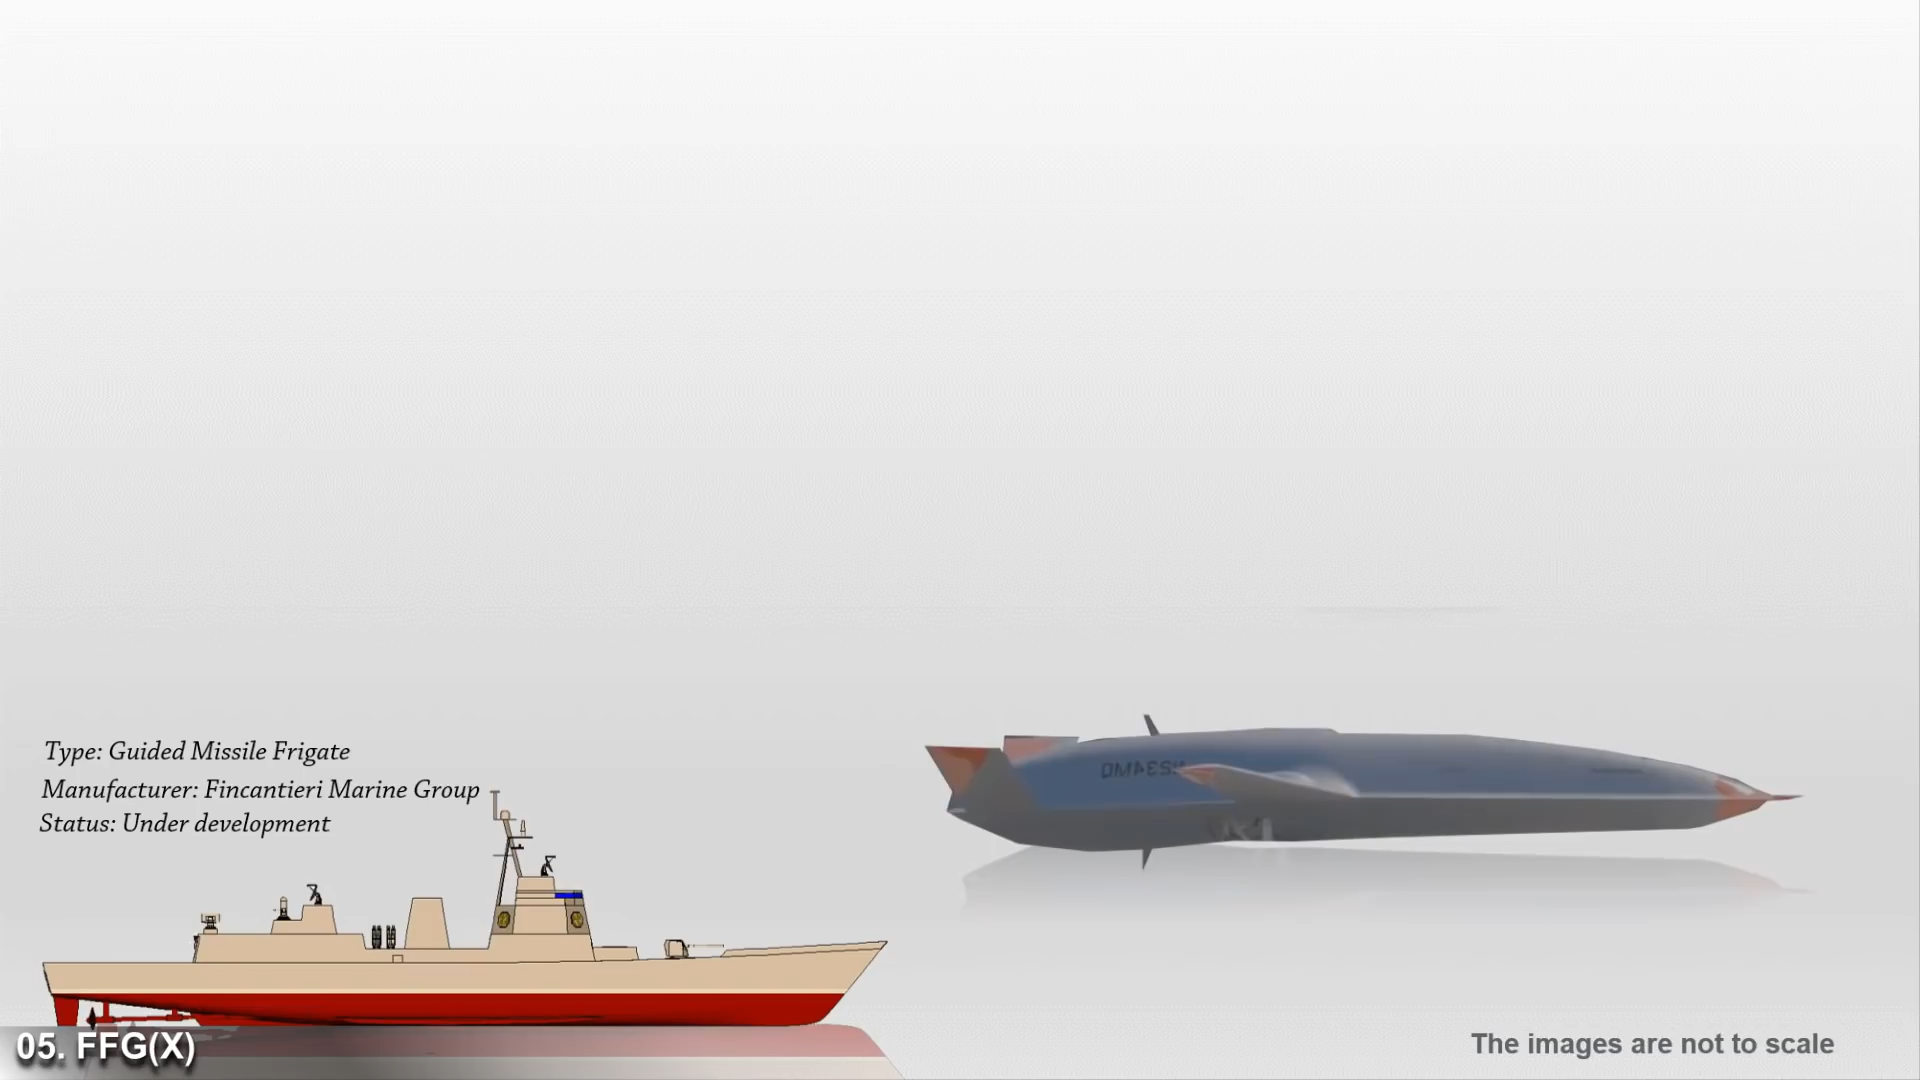 Type: Guided Missile Frigate
Manufacturer: Fincantieri Marine Group
Status: Under development
05. FFG(X)
The images are not to scale